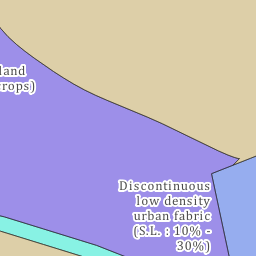 land
rops)
Discontinuous
low density
urban fabric
(S.L. : 10% -
30%)